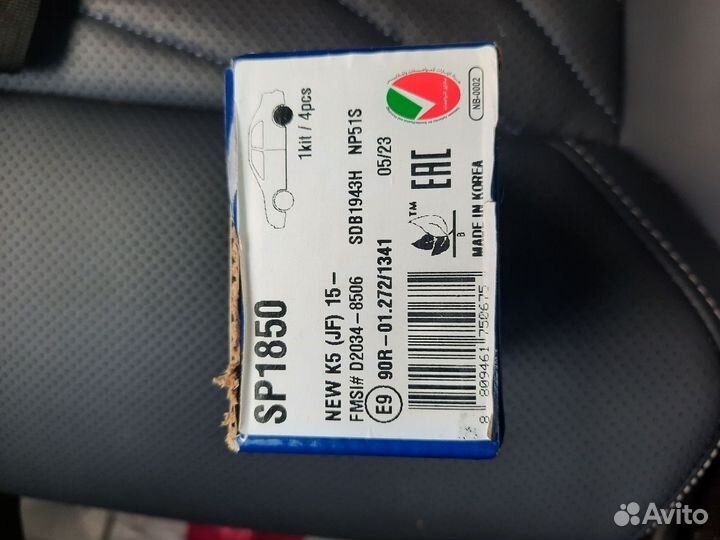 SP1850
1kit / 4pcs
NEW K5 (JF) 15-
FMSI# D2034-8506 SDB1943H NP51S
E9 90R-01.272/1341 05/23
™
B
EAC
MADE IN KOREA
NB-0002
8 809461 750675
Avito